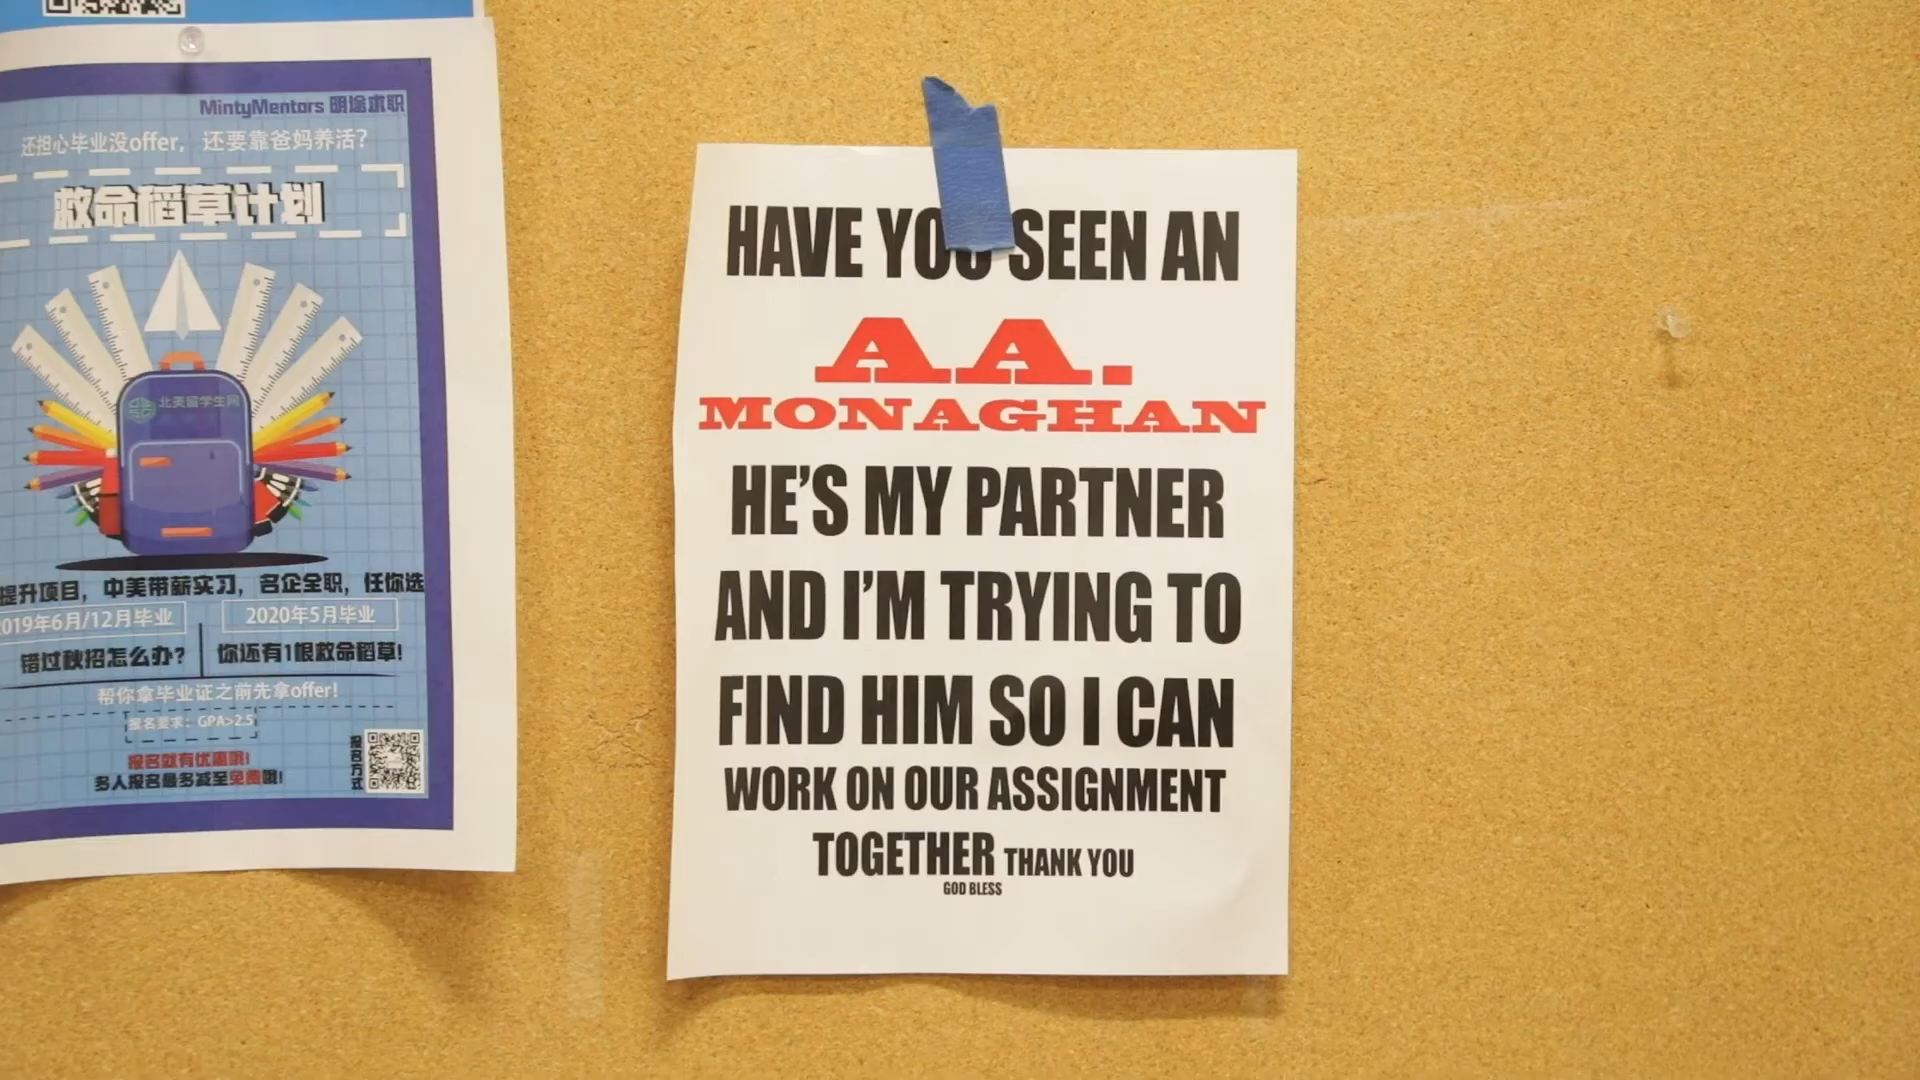 MintyMentors 明途求职
还担心毕业没offer, 还要靠爸妈养活?
救命稻草计划
北美留学生网
提升项目, 中美带薪实习, 名企全职, 任你选
2019年6月/12月毕业
2020年5月毕业
错过秋招怎么办?
你还有1根救命稻草!
帮你拿毕业证之前先拿offer!
报名要求: GPA>2.5
报名就有优惠哦!
多人报名最多减至免费哦!
报名方式
HAVE YOU SEEN AN
AA.
MONAGHAN
HE'S MY PARTNER
AND I'M TRYING TO
FIND HIM SO I CAN
WORK ON OUR ASSIGNMENT
TOGETHER THANK YOU
GOD BLESS